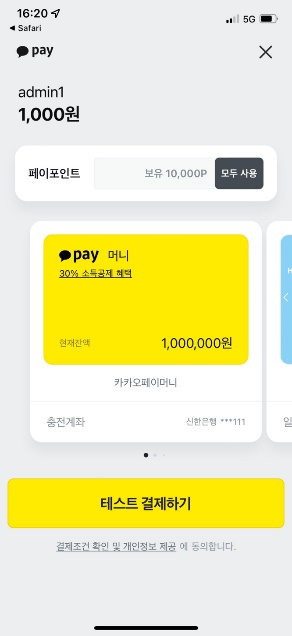 16:20
5G
◀ Safari
pay
admin1
1,000원
페이포인트 보유 10,000P 모두 사용
pay 머니
30% 소득공제 혜택
현재잔액 1,000,000원
카카오페이머니
충전계좌 신한은행 ***111
테스트 결제하기
결제조건 확인 및 개인정보 제공 에 동의합니다.